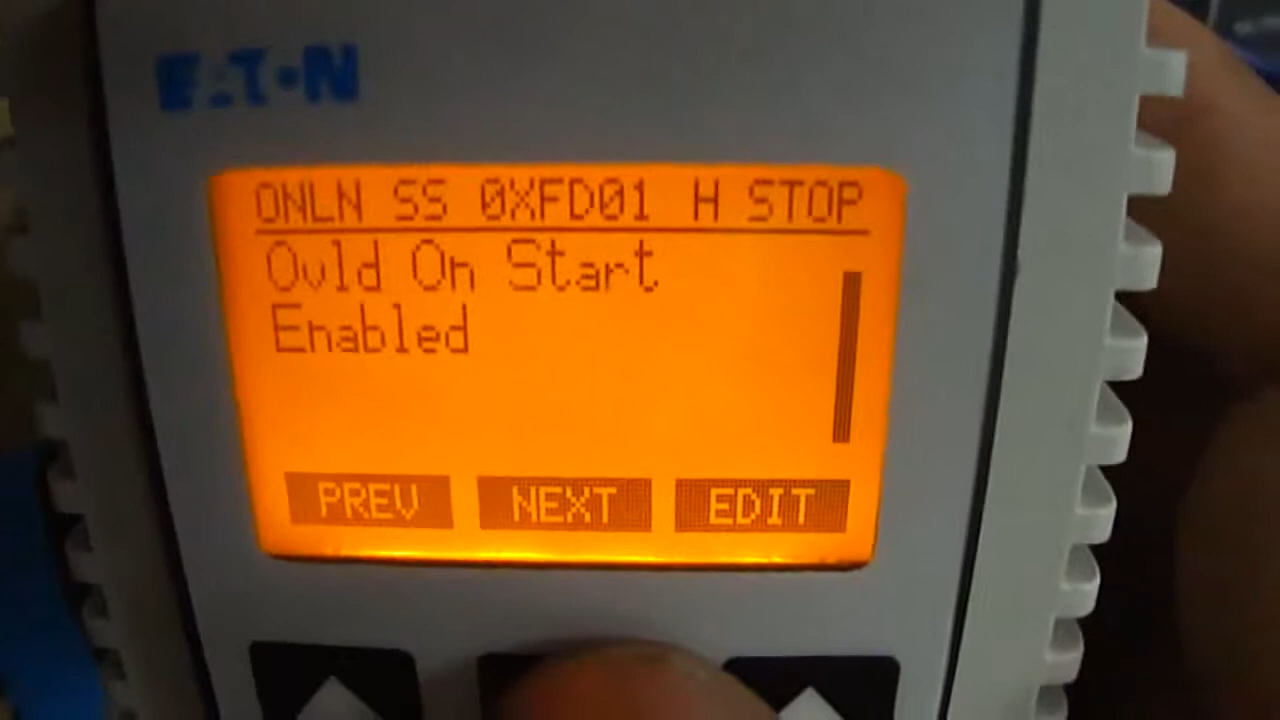 EATON
ONLN SS 0XFD01 H STOP
Ovld On Start
Enabled
PREV NEXT EDIT